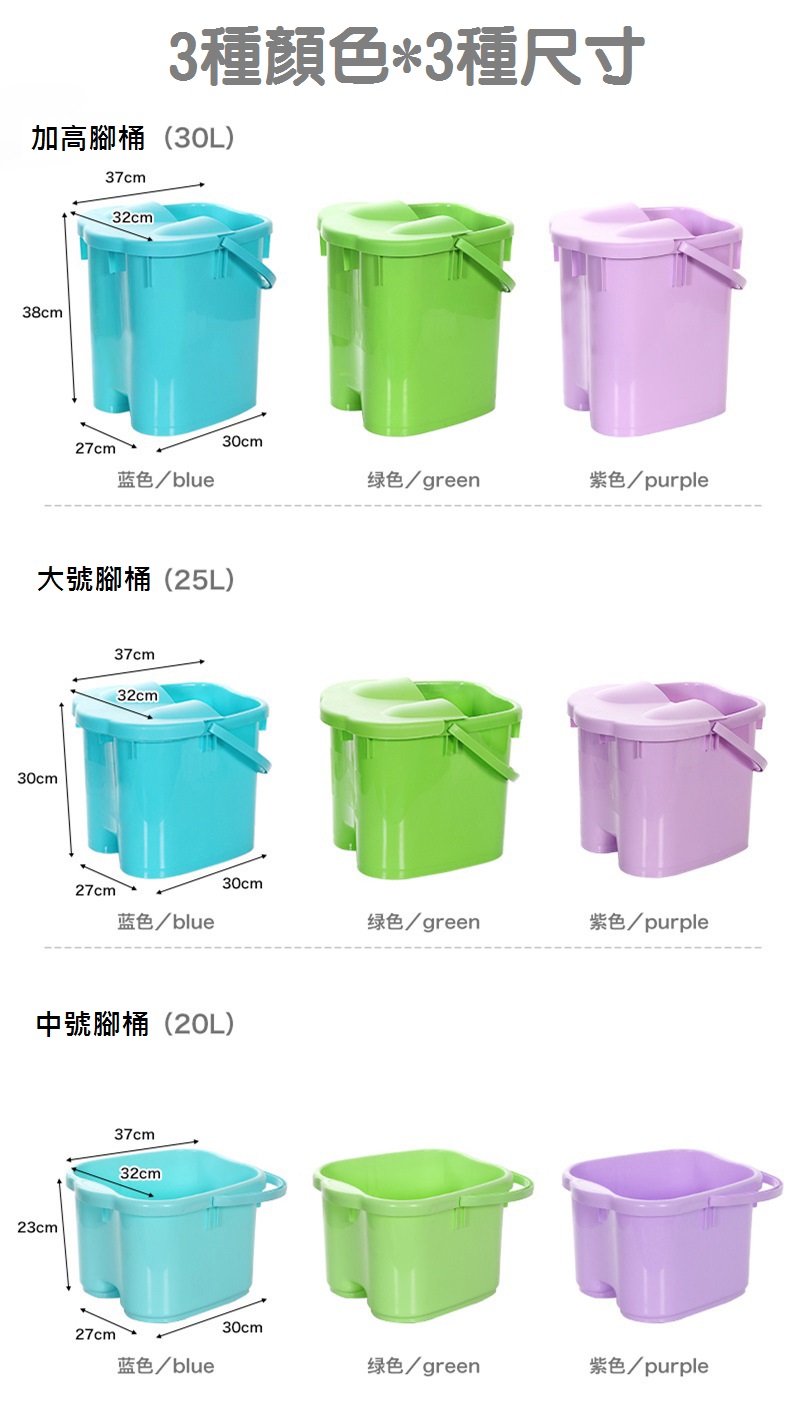 3種顏色*3種尺寸
加高腳桶（30L）
37cm
32cm
38cm
27cm
30cm
蓝色／blue
绿色／green
紫色／purple
大號腳桶（25L）
37cm
32cm
30cm
27cm
30cm
蓝色／blue
绿色／green
紫色／purple
中號腳桶（20L）
37cm
32cm
23cm
27cm
30cm
蓝色／blue
绿色／green
紫色／purple